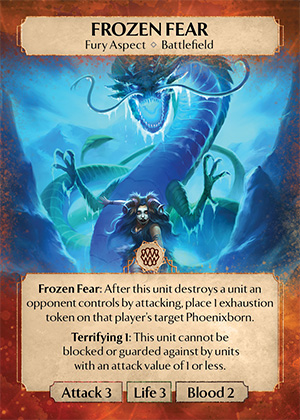 FROZEN FEAR
Fury Aspect ◇ Battlefield
Frozen Fear: After this unit destroys a unit an
opponent controls by attacking, place 1 exhaustion
token on that player's target Phoenixborn.
Terrifying 1: This unit cannot be
blocked or guarded against by units
with an attack value of 1 or less.
Attack 3 Life 3 Blood 2